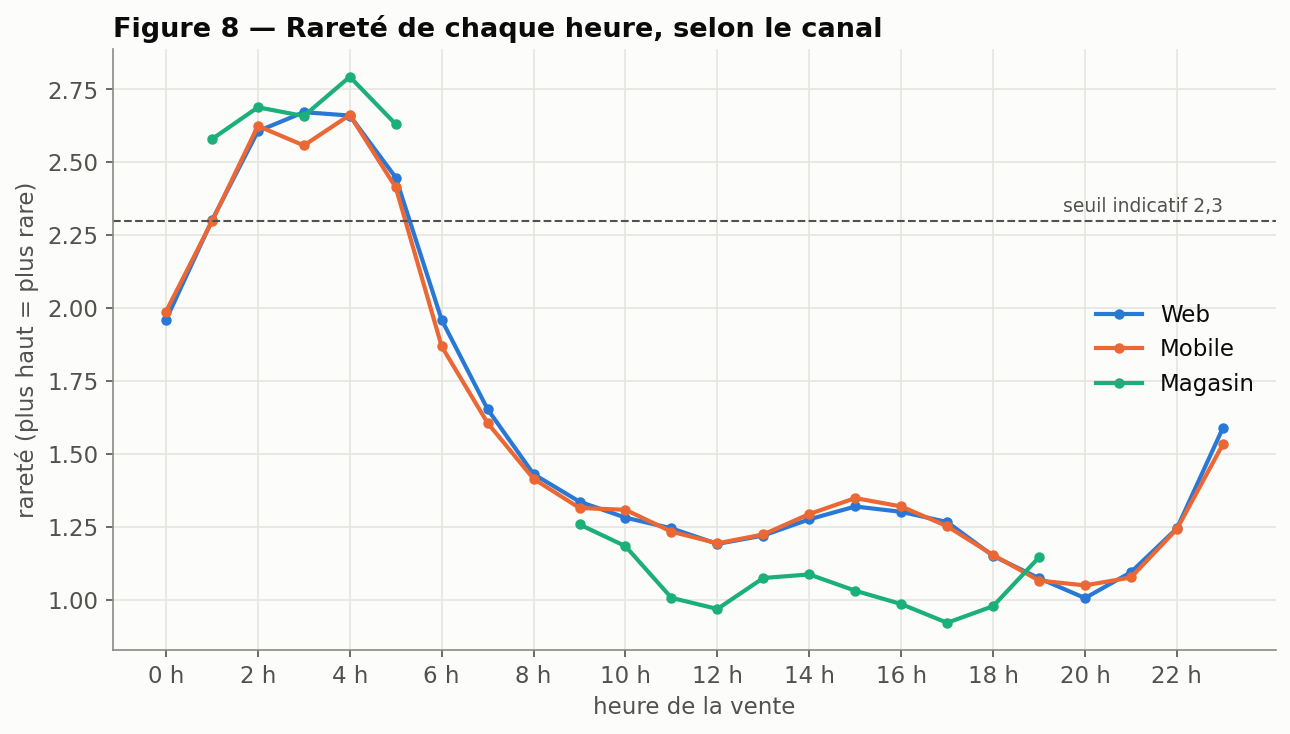 Figure 8 — Rareté de chaque heure, selon le canal
rareté (plus haut = plus rare)
2.75
2.50
2.25
2.00
1.75
1.50
1.25
1.00
seuil indicatif 2,3
Web
Mobile
Magasin
0 h 2 h 4 h 6 h 8 h 10 h 12 h 14 h 16 h 18 h 20 h 22 h
heure de la vente